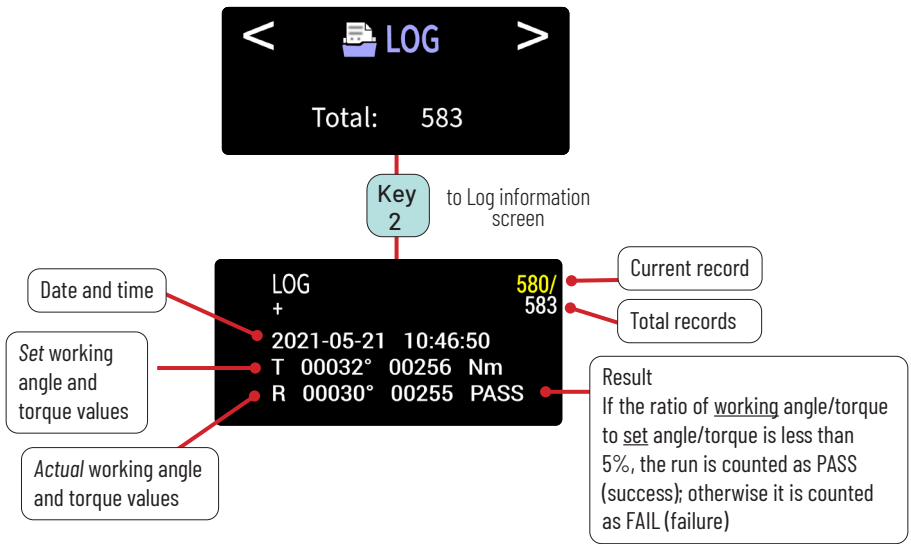 < LOG >
Total: 583
Key
2
to Log information
screen
LOG
580/
+
583
2021-05-21 10:46:50
T 00032° 00256 Nm
R 00030° 00255 PASS
Date and time
Set working
angle and
torque values
Actual working angle
and torque values
Current record
Total records
Result
If the ratio of working angle/torque
to set angle/torque is less than
5%, the run is counted as PASS
(success); otherwise it is counted
as FAIL (failure)